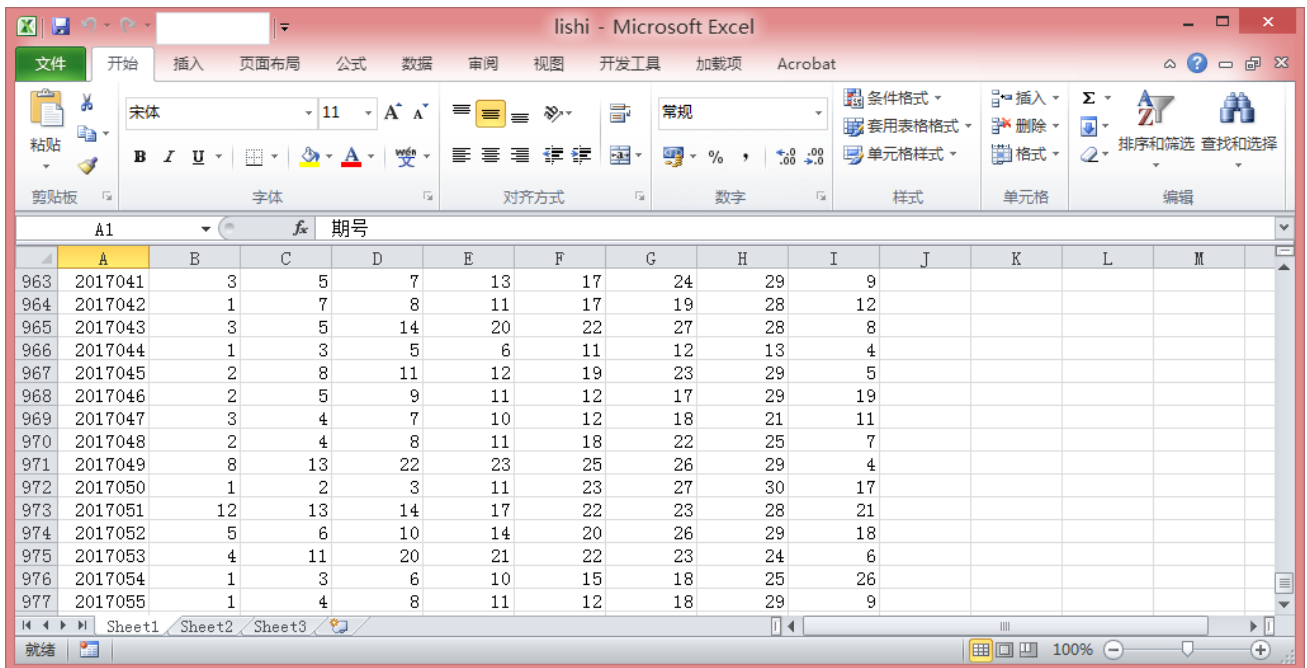 lishi - Microsoft Excel
文件 开始 插入 页面布局 公式 数据 审阅 视图 开发工具 加载项 Acrobat
宋体 11 A A 常规 条件格式 插入 Σ
粘贴 套用表格格式 删除 排序和筛选 查找和选择
B I U A wén 变 % , .0 .00 .00 .0 单元格样式 格式
剪贴板 字体 对齐方式 数字 样式 单元格 编辑
A1 fx 期号
A B C D E F G H I J K L M
963 2017041 3 5 7 13 17 24 29 9
964 2017042 1 7 8 11 17 19 28 12
965 2017043 3 5 14 20 22 27 28 8
966 2017044 1 3 5 6 11 12 13 4
967 2017045 2 8 11 12 19 23 29 5
968 2017046 2 5 9 11 12 17 29 19
969 2017047 3 4 7 10 12 18 21 11
970 2017048 2 4 8 11 18 22 25 7
971 2017049 8 13 22 23 25 26 29 4
972 2017050 1 2 3 11 23 27 30 17
973 2017051 12 13 14 17 22 23 28 21
974 2017052 5 6 10 14 20 26 29 18
975 2017053 4 11 20 21 22 23 24 6
976 2017054 1 3 6 10 15 18 25 26
977 2017055 1 4 8 11 12 18 29 9
Sheet1 Sheet2 Sheet3
就绪 100%